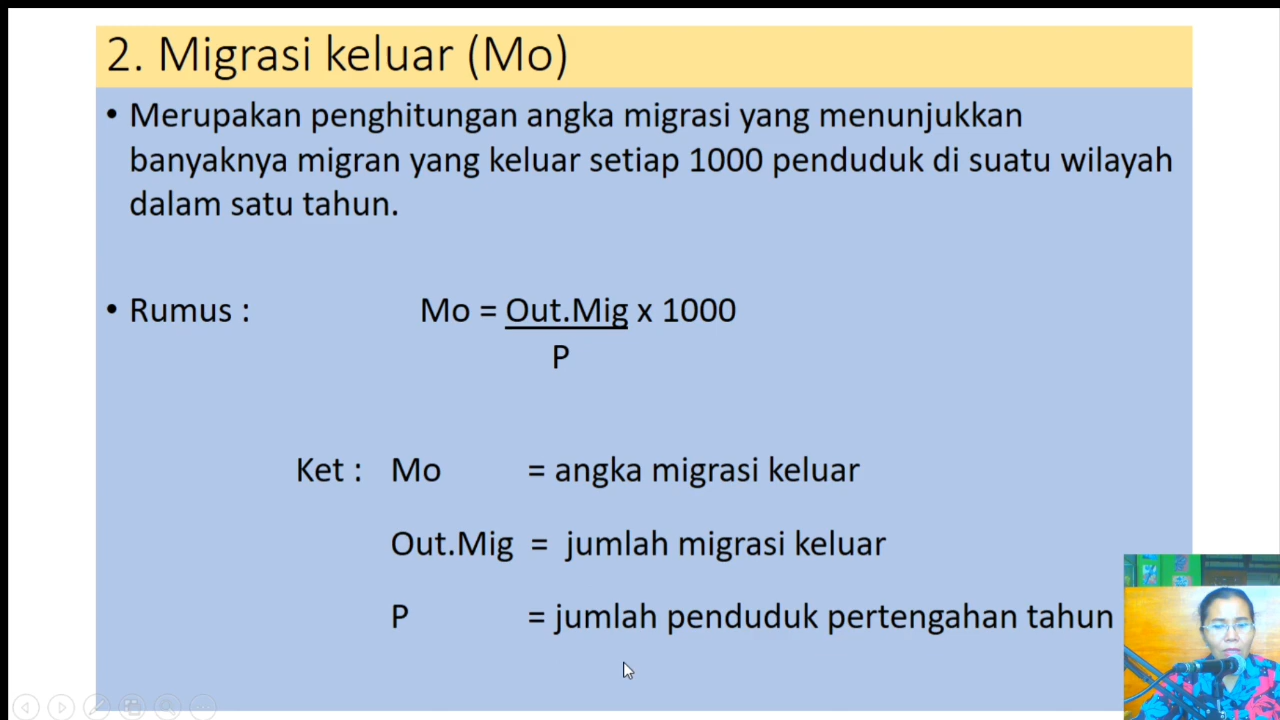 2. Migrasi keluar (Mo)
• Merupakan penghitungan angka migrasi yang menunjukkan
banyaknya migran yang keluar setiap 1000 penduduk di suatu wilayah
dalam satu tahun.
• Rumus : Mo = Out.Mig x 1000
P
Ket : Mo = angka migrasi keluar
Out.Mig = jumlah migrasi keluar
P = jumlah penduduk pertengahan tahun